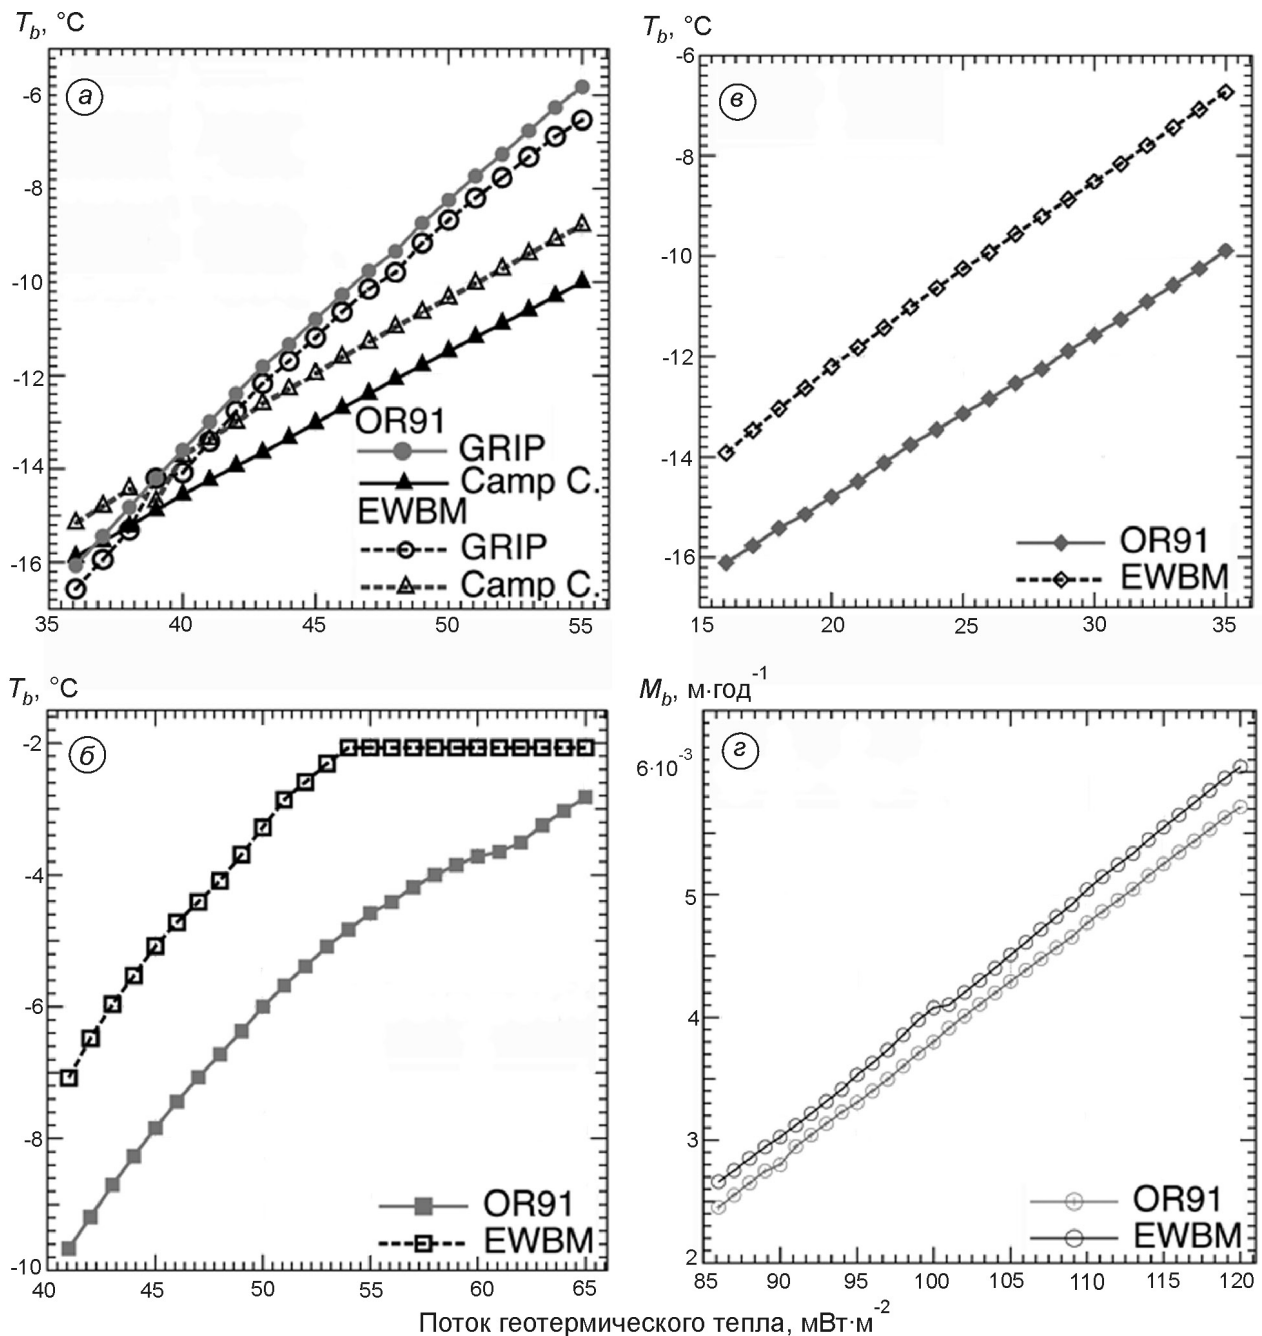 T_b, °C
а
-6
-8
-10
-12
-14
-16
35 40 45 50 55
OR91
GRIP
Camp C.
EWBM
GRIP
Camp C.
T_b, °C
в
-6
-8
-10
-12
-14
-16
15 20 25 30 35
OR91
EWBM
T_b, °C
б
-2
-4
-6
-8
-10
40 45 50 55 60 65
OR91
EWBM
M_b, м·год⁻¹
г
6·10⁻³
5
4
3
2
85 90 95 100 105 110 115 120
OR91
EWBM
Поток геотермического тепла, мВт·м⁻²